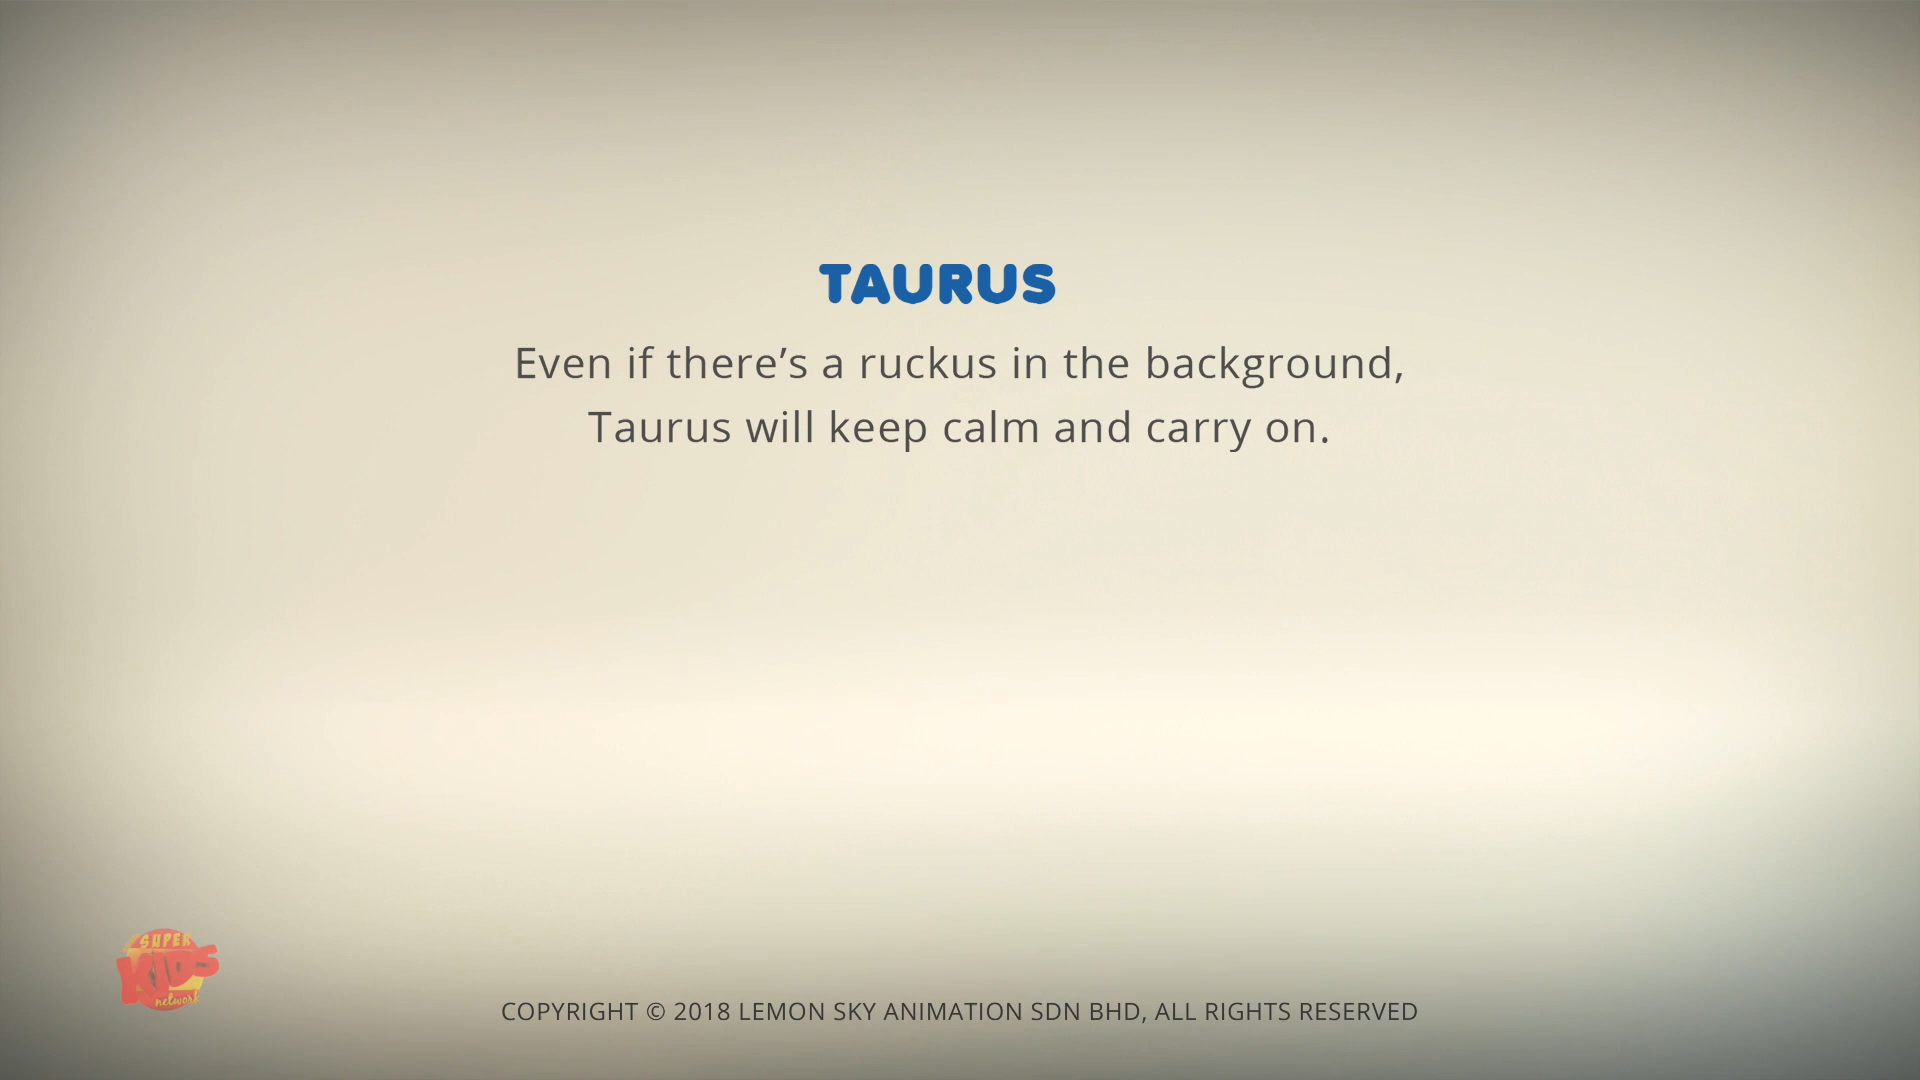 TAURUS
Even if there’s a ruckus in the background,
Taurus will keep calm and carry on.
SUPER
KIDS
network
COPYRIGHT © 2018 LEMON SKY ANIMATION SDN BHD, ALL RIGHTS RESERVED